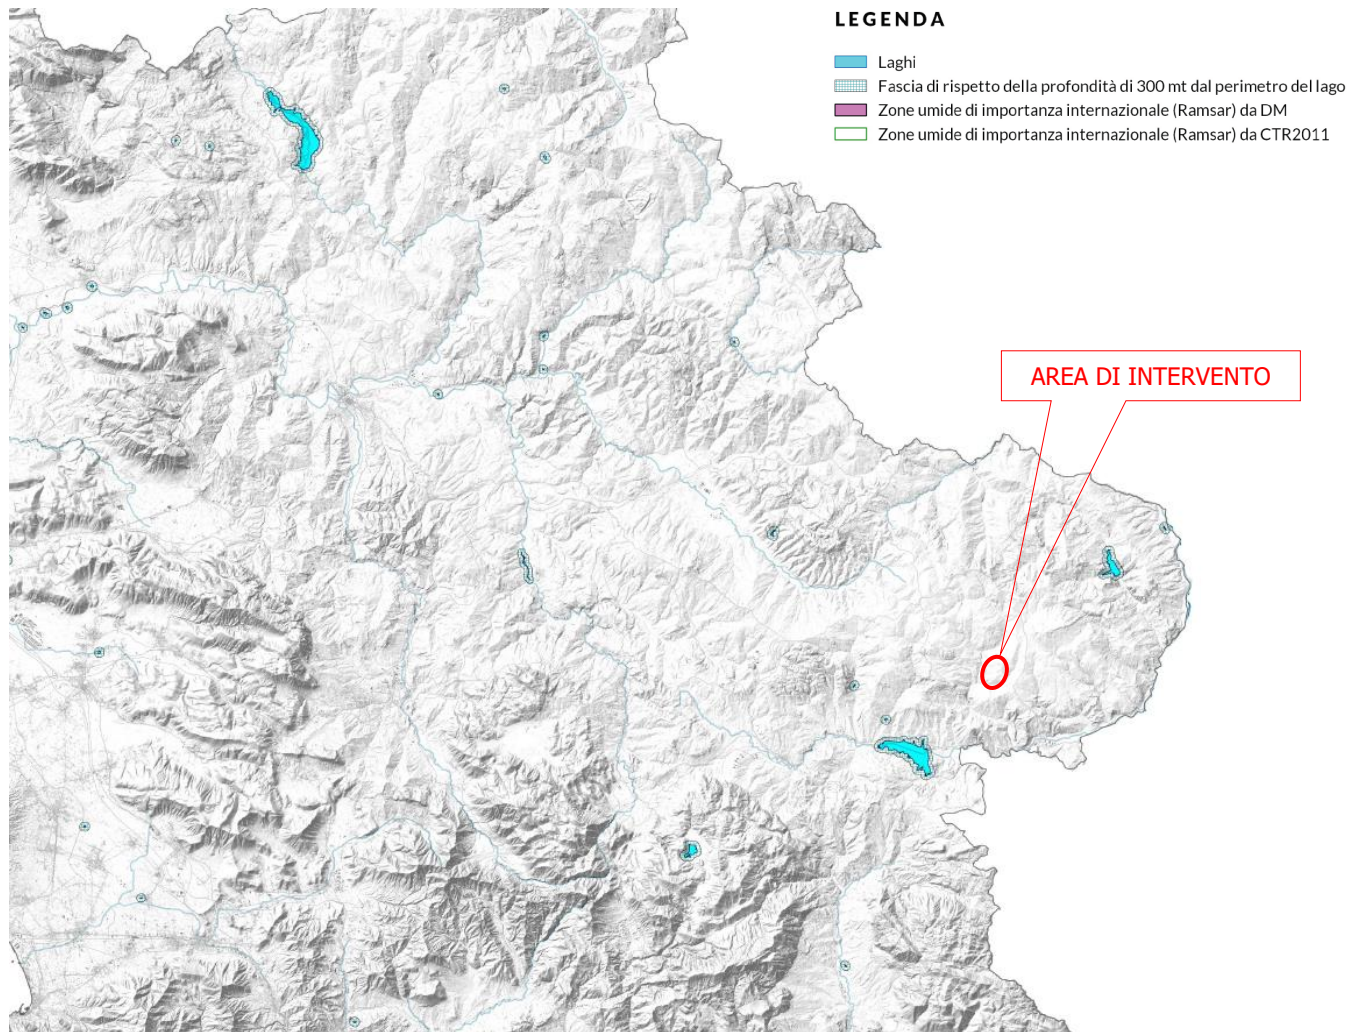 LEGENDA
Laghi
Fascia di rispetto della profondità di 300 mt dal perimetro del lago
Zone umide di importanza internazionale (Ramsar) da DM
Zone umide di importanza internazionale (Ramsar) da CTR2011
AREA DI INTERVENTO